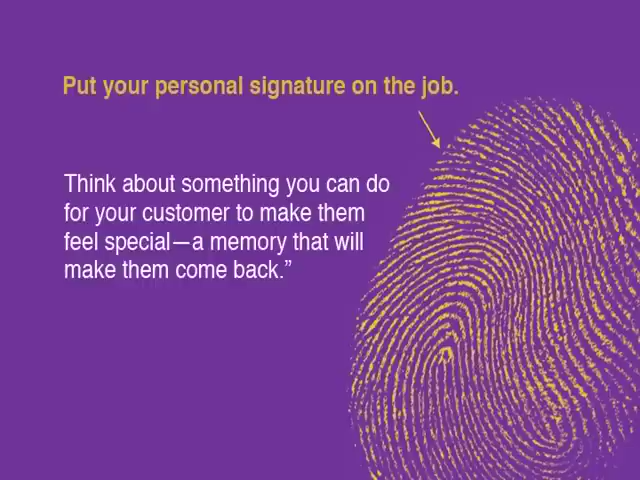 Put your personal signature on the job.
Think about something you can do
for your customer to make them
feel special—a memory that will
make them come back.”